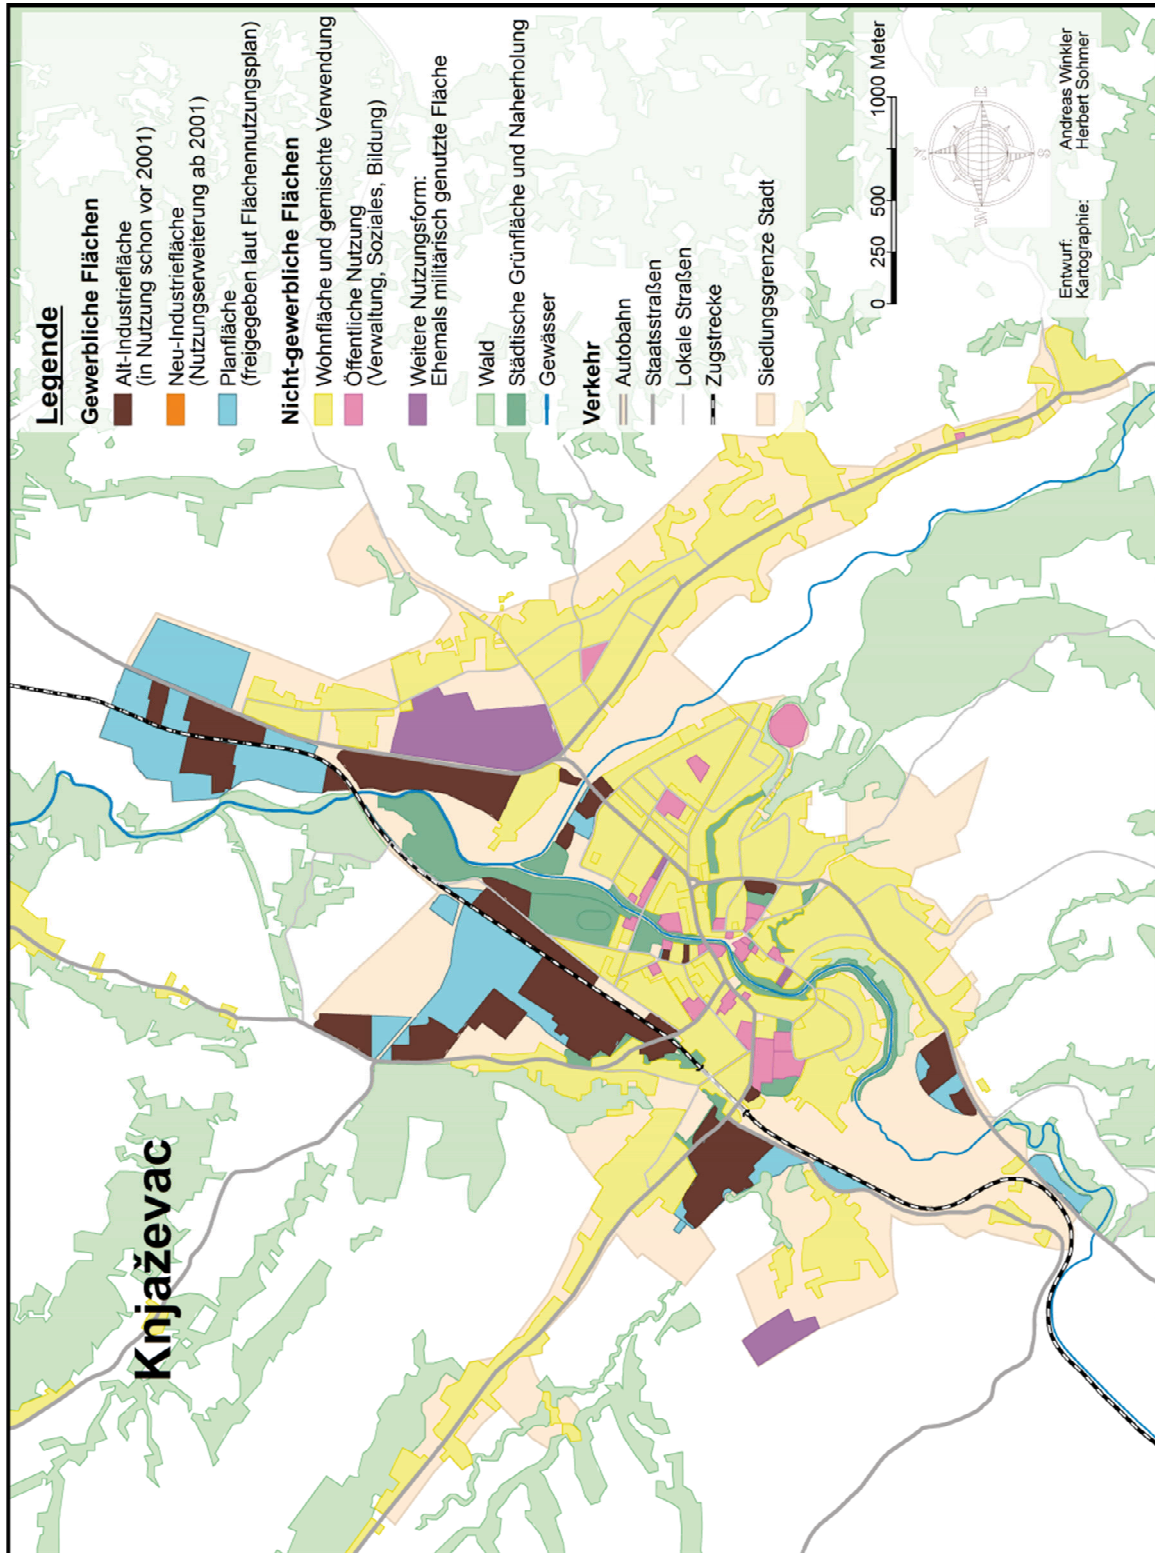 Knjaževac
Legende
Gewerbliche Flächen
Alt-Industriefläche
(in Nutzung schon vor 2001)
Neu-Industriefläche
(Nutzungserweiterung ab 2001)
Planfläche
(freigegeben laut Flächennutzungsplan)
Nicht-gewerbliche Flächen
Wohnfläche und gemischte Verwendung
Öffentliche Nutzung
(Verwaltung, Soziales, Bildung)
Weitere Nutzungsform:
Ehemals militärisch genutzte Fläche
Wald
Städtische Grünfläche und Naherholung
Gewässer
Verkehr
Autobahn
Staatsstraßen
Lokale Straßen
Zugstrecke
Siedlungsgrenze Stadt
0 250 500 1000 Meter
W S
Entwurf: Andreas Winkler
Kartographie: Herbert Sohmer